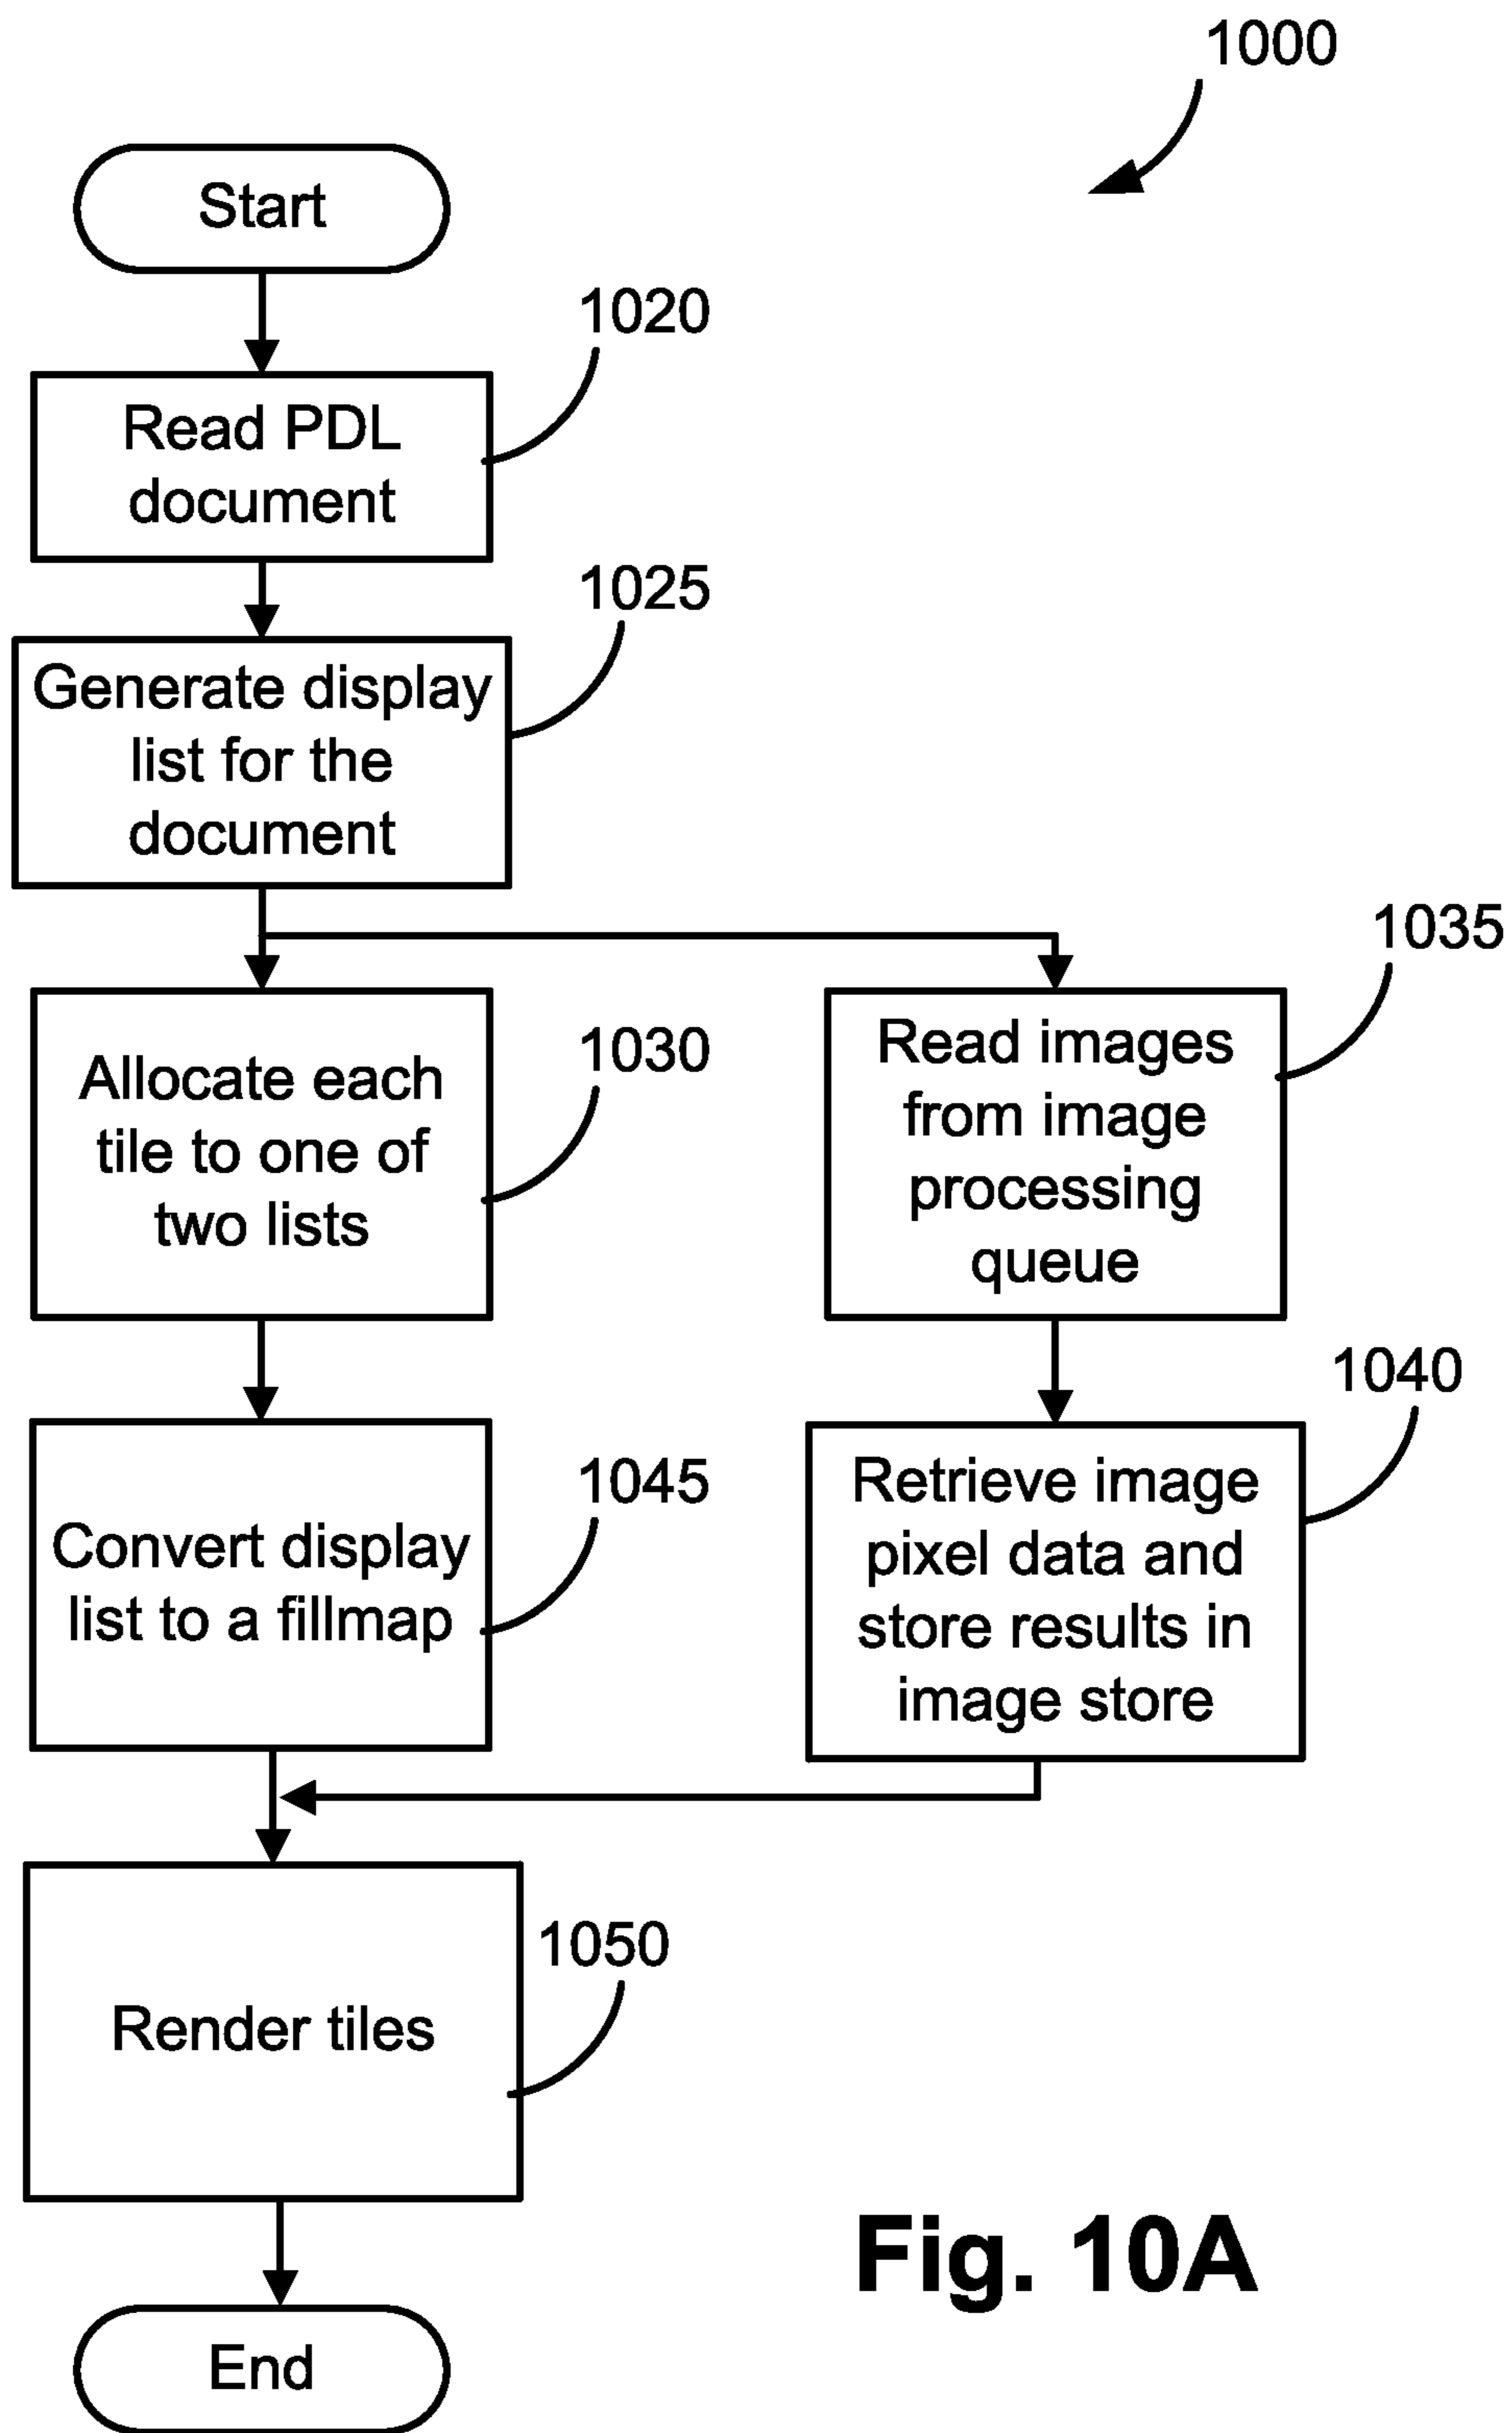 1000
Start
1020
Read PDL
document
1025
Generate display
list for the
document
1035
1030
Allocate each
tile to one of
two lists
Read images
from image
processing
queue
1040
1045
Convert display
list to a fillmap
Retrieve image
pixel data and
store results in
image store
1050
Render tiles
Fig. 10A
End